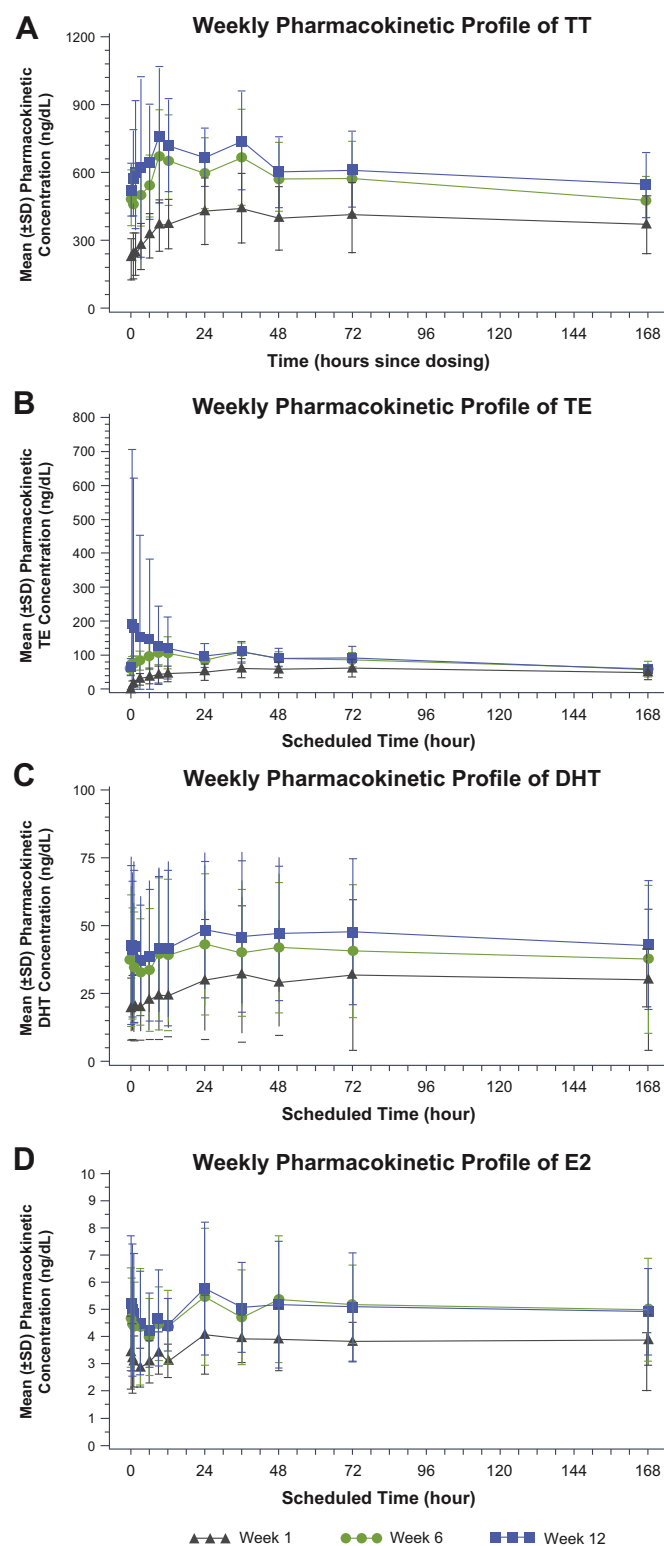 A
Weekly Pharmacokinetic Profile of TT
Mean (±SD) Pharmacokinetic
Concentration (ng/dL)
1200
900
600
300
0
0 24 48 72 96 120 144 168
Time (hours since dosing)
B
Weekly Pharmacokinetic Profile of TE
Mean (±SD) Pharmacokinetic
TE Concentration (ng/dL)
800
700
600
500
400
300
200
100
0
0 24 48 72 96 120 144 168
Scheduled Time (hour)
C
Weekly Pharmacokinetic Profile of DHT
Mean (±SD) Pharmacokinetic
DHT Concentration (ng/dL)
100
75
50
25
0
0 24 48 72 96 120 144 168
Scheduled Time (hour)
D
Weekly Pharmacokinetic Profile of E2
Mean (±SD) Pharmacokinetic
Concentration (ng/dL)
10
9
8
7
6
5
4
3
2
1
0
0 24 48 72 96 120 144 168
Scheduled Time (hour)
Week 1 Week 6 Week 12